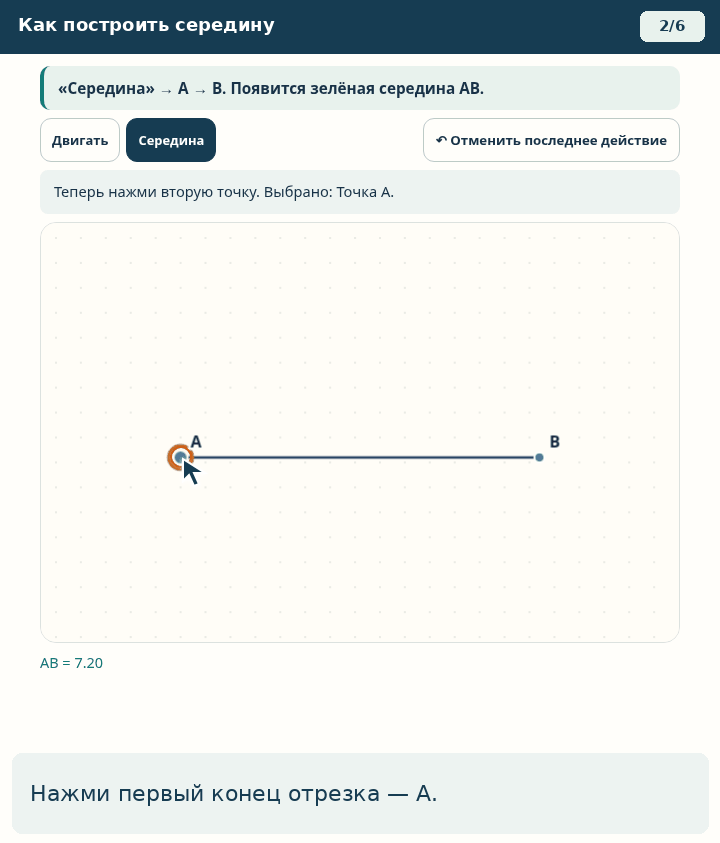 Как построить середину
2/6
«Середина» → A → B. Появится зелёная середина AB.
Двигать
Середина
↶ Отменить последнее действие
Теперь нажми вторую точку. Выбрано: Точка A.
A
B
AB = 7.20
Нажми первый конец отрезка — A.